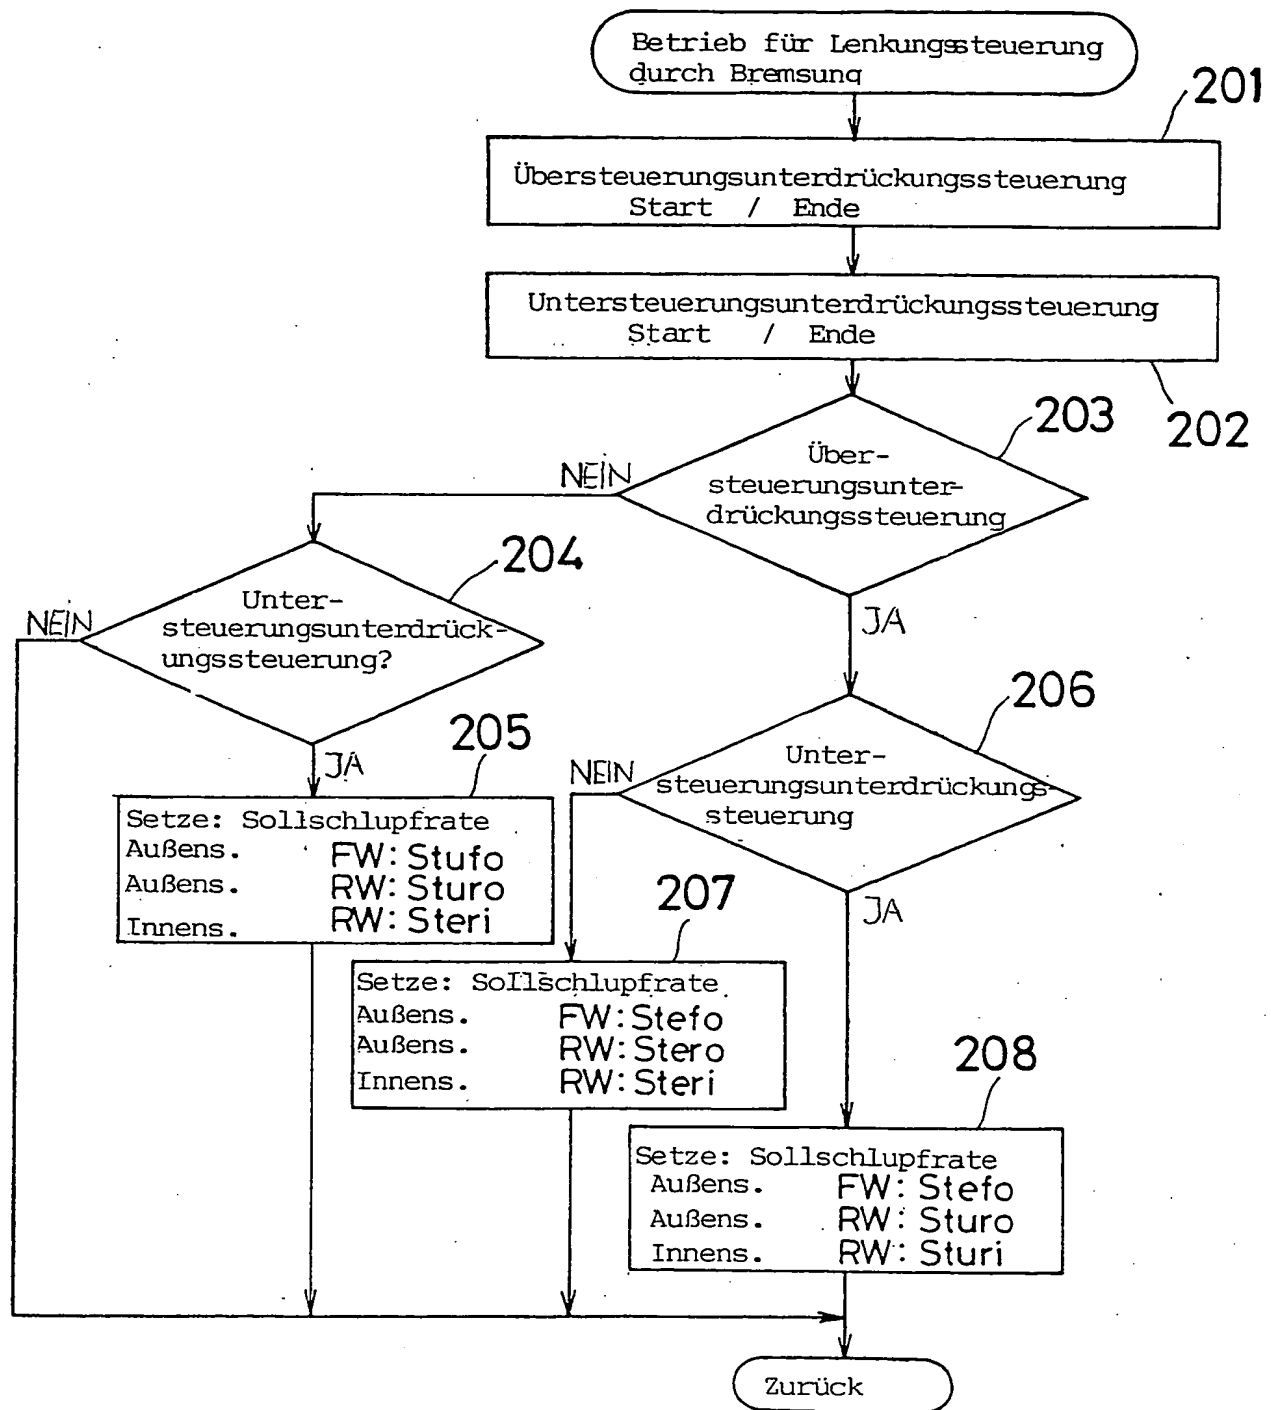 Betrieb für Lenkungssteuerung
durch Bremsung
201
Übersteuerungsunterdrückungssteuerung
Start / Ende
Untersteuerungsunterdrückungssteuerung
Start / Ende
202
203
Über-
steuerungsunter-
drückungssteuerung
NEIN
JA
204
Unter-
steuerungsunterdrück-
ungssteuerung?
NEIN
JA
206
Unter-
steuerungsunterdrückungs-
steuerung
NEIN
JA
205
Setze: Sollschlupfrate
Außens. FW: Stufo
Außens. RW: Sturo
Innens. RW: Steri
207
Setze: Sollschlupfrate
Außens. FW: Stefo
Außens. RW: Stero
Innens. RW: Steri
208
Setze: Sollschlupfrate
Außens. FW: Stefo
Außens. RW: Sturo
Innens. RW: Sturi
Zurück